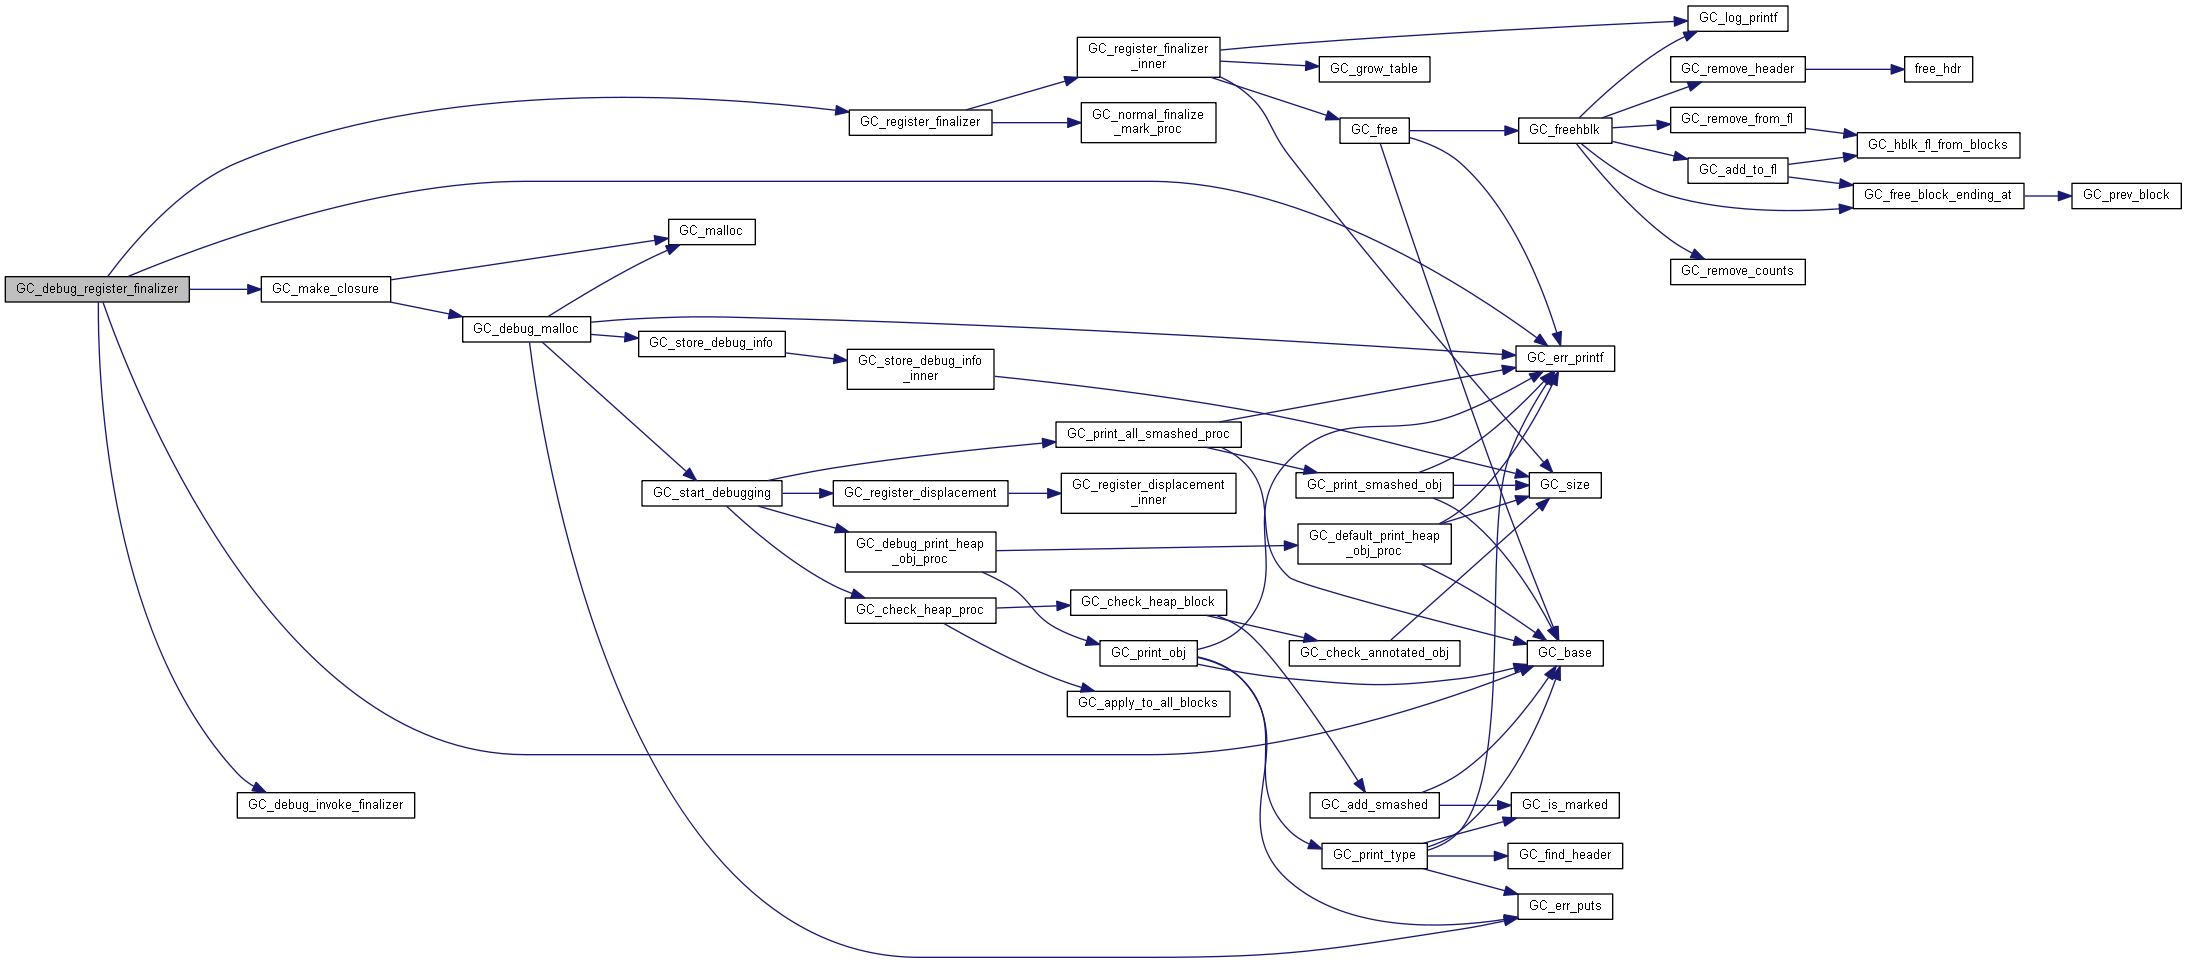 GC_debug_register_finalizer
GC_register_finalizer
GC_make_closure
GC_debug_invoke_finalizer
GC_malloc
GC_debug_malloc
GC_store_debug_info
GC_store_debug_info
_inner
GC_start_debugging
GC_print_all_smashed_proc
GC_register_displacement
GC_register_displacement
_inner
GC_debug_print_heap
_obj_proc
GC_check_heap_proc
GC_check_heap_block
GC_print_obj
GC_apply_to_all_blocks
GC_register_finalizer
_inner
GC_normal_finalize
_mark_proc
GC_grow_table
GC_free
GC_print_smashed_obj
GC_default_print_heap
_obj_proc
GC_check_annotated_obj
GC_add_smashed
GC_print_type
GC_freehblk
GC_err_printf
GC_size
GC_base
GC_is_marked
GC_find_header
GC_err_puts
GC_log_printf
GC_remove_header
GC_remove_from_fl
GC_add_to_fl
GC_remove_counts
free_hdr
GC_hblk_fl_from_blocks
GC_free_block_ending_at
GC_prev_block